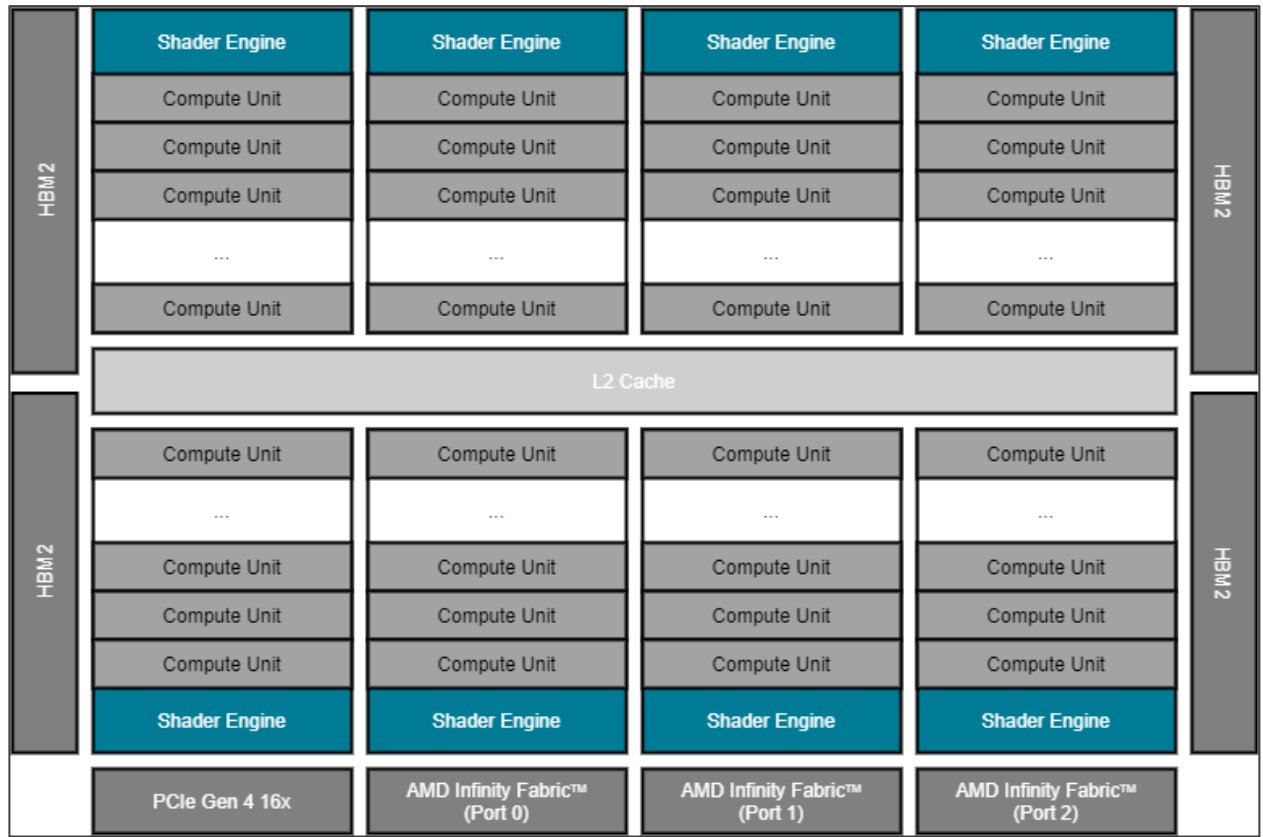 HBM2
Shader Engine Shader Engine Shader Engine Shader Engine
Compute Unit Compute Unit Compute Unit Compute Unit
Compute Unit Compute Unit Compute Unit Compute Unit
Compute Unit Compute Unit Compute Unit Compute Unit
... ... ... ...
Compute Unit Compute Unit Compute Unit Compute Unit
HBM2
L2 Cache
HBM2
Compute Unit Compute Unit Compute Unit Compute Unit
... ... ... ...
Compute Unit Compute Unit Compute Unit Compute Unit
Compute Unit Compute Unit Compute Unit Compute Unit
Compute Unit Compute Unit Compute Unit Compute Unit
Shader Engine Shader Engine Shader Engine Shader Engine
HBM2
PCIe Gen 4 16x
AMD Infinity Fabric™
(Port 0)
AMD Infinity Fabric™
(Port 1)
AMD Infinity Fabric™
(Port 2)